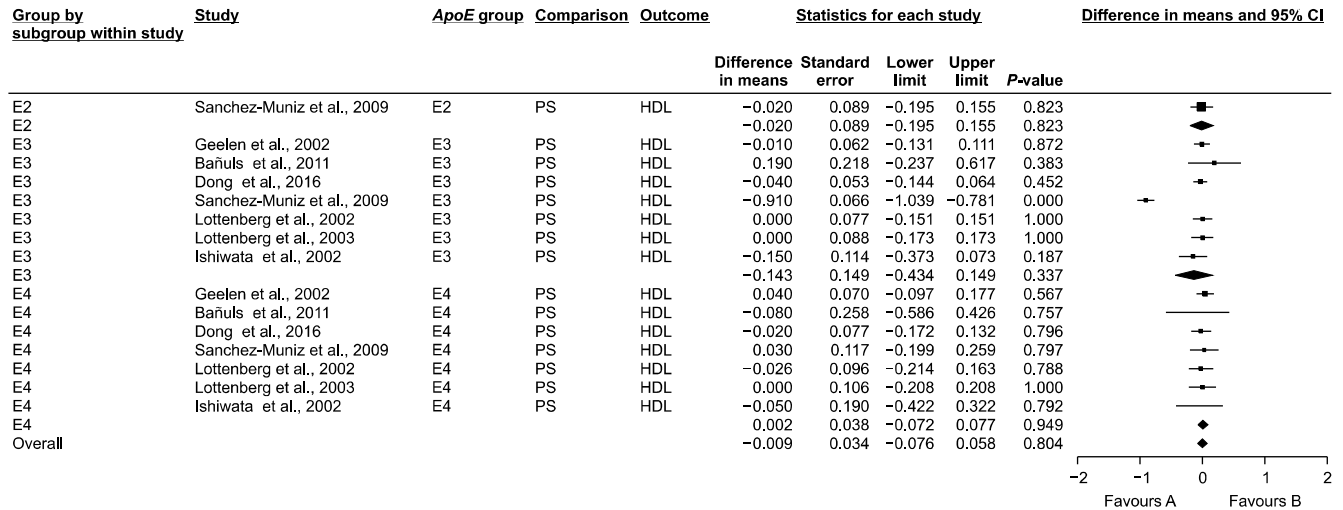 Group by subgroup within study Study ApoE group Comparison Outcome Statistics for each study Difference in means and 95% CI
Difference in means Standard error Lower limit Upper limit P-value
E2 Sanchez-Muniz et al., 2009 E2 PS HDL −0.020 0.089 −0.195 0.155 0.823
E2 −0.020 0.089 −0.195 0.155 0.823
E3 Geelen et al., 2002 E3 PS HDL −0.010 0.062 −0.131 0.111 0.872
E3 Bañuls et al., 2011 E3 PS HDL 0.190 0.218 −0.237 0.617 0.383
E3 Dong et al., 2016 E3 PS HDL −0.040 0.053 −0.144 0.064 0.452
E3 Sanchez-Muniz et al., 2009 E3 PS HDL −0.910 0.066 −1.039 −0.781 0.000
E3 Lottenberg et al., 2002 E3 PS HDL 0.000 0.077 −0.151 0.151 1.000
E3 Lottenberg et al., 2003 E3 PS HDL 0.000 0.088 −0.173 0.173 1.000
E3 Ishiwata et al., 2002 E3 PS HDL −0.150 0.114 −0.373 0.073 0.187
E3 −0.143 0.149 −0.434 0.149 0.337
E4 Geelen et al., 2002 E4 PS HDL 0.040 0.070 −0.097 0.177 0.567
E4 Bañuls et al., 2011 E4 PS HDL −0.080 0.258 −0.586 0.426 0.757
E4 Dong et al., 2016 E4 PS HDL −0.020 0.077 −0.172 0.132 0.796
E4 Sanchez-Muniz et al., 2009 E4 PS HDL 0.030 0.117 −0.199 0.259 0.797
E4 Lottenberg et al., 2002 E4 PS HDL −0.026 0.096 −0.214 0.163 0.788
E4 Lottenberg et al., 2003 E4 PS HDL 0.000 0.106 −0.208 0.208 1.000
E4 Ishiwata et al., 2002 E4 PS HDL −0.050 0.190 −0.422 0.322 0.792
E4 0.002 0.038 −0.072 0.077 0.949
Overall −0.009 0.034 −0.076 0.058 0.804
−2 −1 0 1 2
Favours A Favours B